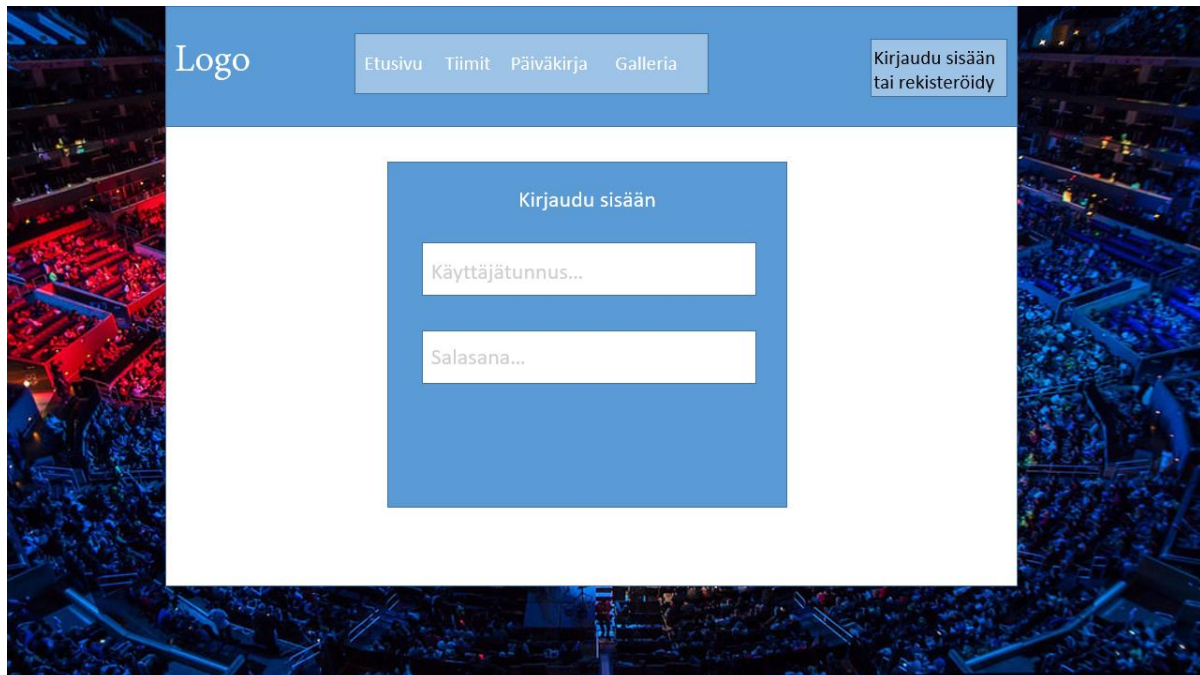 Logo
Etusivu Tiimit Päiväkirja Galleria
Kirjaudu sisään
tai rekisteröidy
Kirjaudu sisään
Käyttäjätunnus...
Salasana...